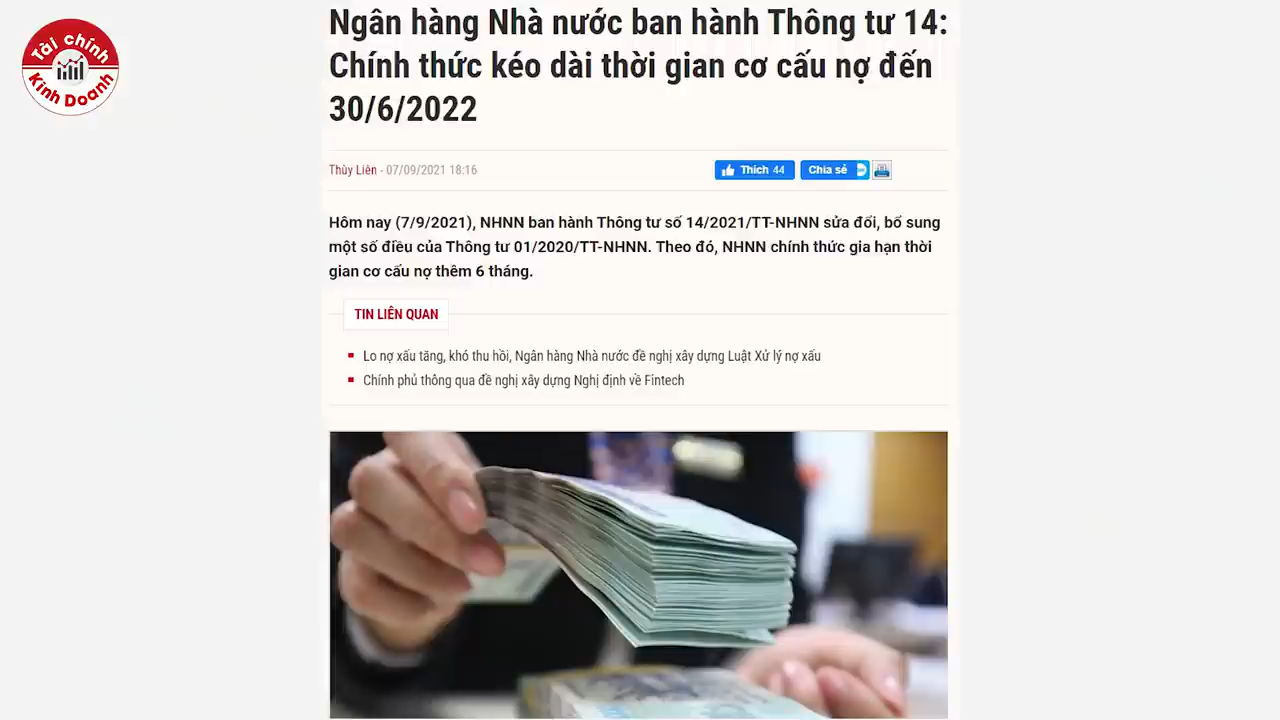 Tài chính
Kinh Doanh
Ngân hàng Nhà nước ban hành Thông tư 14:
Chính thức kéo dài thời gian cơ cấu nợ đến
30/6/2022
Thùy Liên - 07/09/2021 18:16
Thích 44
Chia sẻ
Hôm nay (7/9/2021), NHNN ban hành Thông tư số 14/2021/TT-NHNN sửa đổi, bổ sung
một số điều của Thông tư 01/2020/TT-NHNN. Theo đó, NHNN chính thức gia hạn thời
gian cơ cấu nợ thêm 6 tháng.
TIN LIÊN QUAN
Lo nợ xấu tăng, khó thu hồi, Ngân hàng Nhà nước đề nghị xây dựng Luật Xử lý nợ xấu
Chính phủ thông qua đề nghị xây dựng Nghị định về Fintech